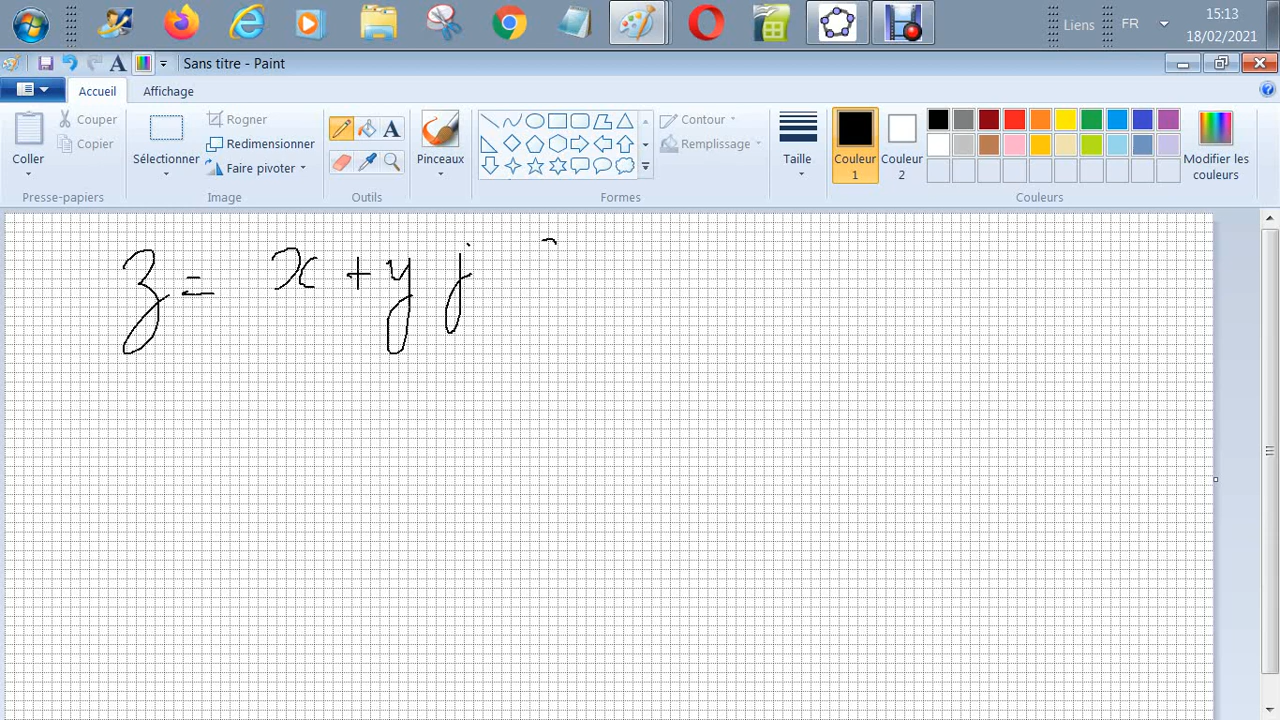 15:13
Liens FR 18/02/2021
Sans titre - Paint
Accueil Affichage
Coller Couper Copier Sélectionner Rogner Redimensionner Faire pivoter Pinceaux Contour Remplissage Taille Couleur 1 Couleur 2 Modifier les couleurs
Presse-papiers Image Outils Formes Couleurs
z = x + y j